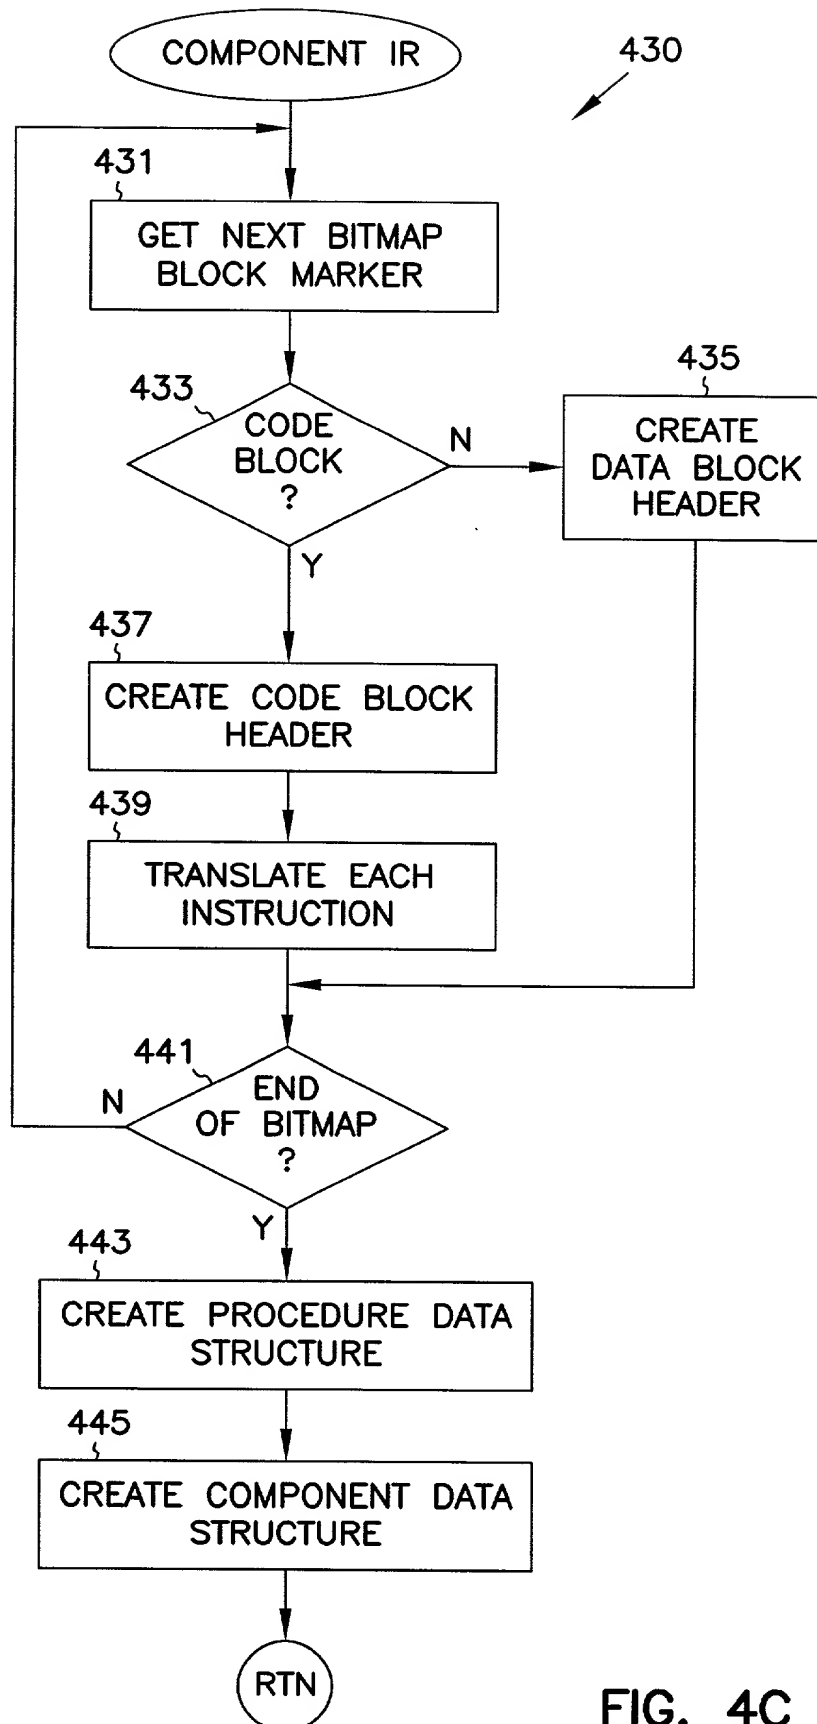 COMPONENT IR
430
431
GET NEXT BITMAP
BLOCK MARKER
433
CODE
BLOCK
?
N
Y
435
CREATE
DATA BLOCK
HEADER
437
CREATE CODE BLOCK
HEADER
439
TRANSLATE EACH
INSTRUCTION
441
END
OF BITMAP
?
N
Y
443
CREATE PROCEDURE DATA
STRUCTURE
445
CREATE COMPONENT DATA
STRUCTURE
RTN
FIG. 4C